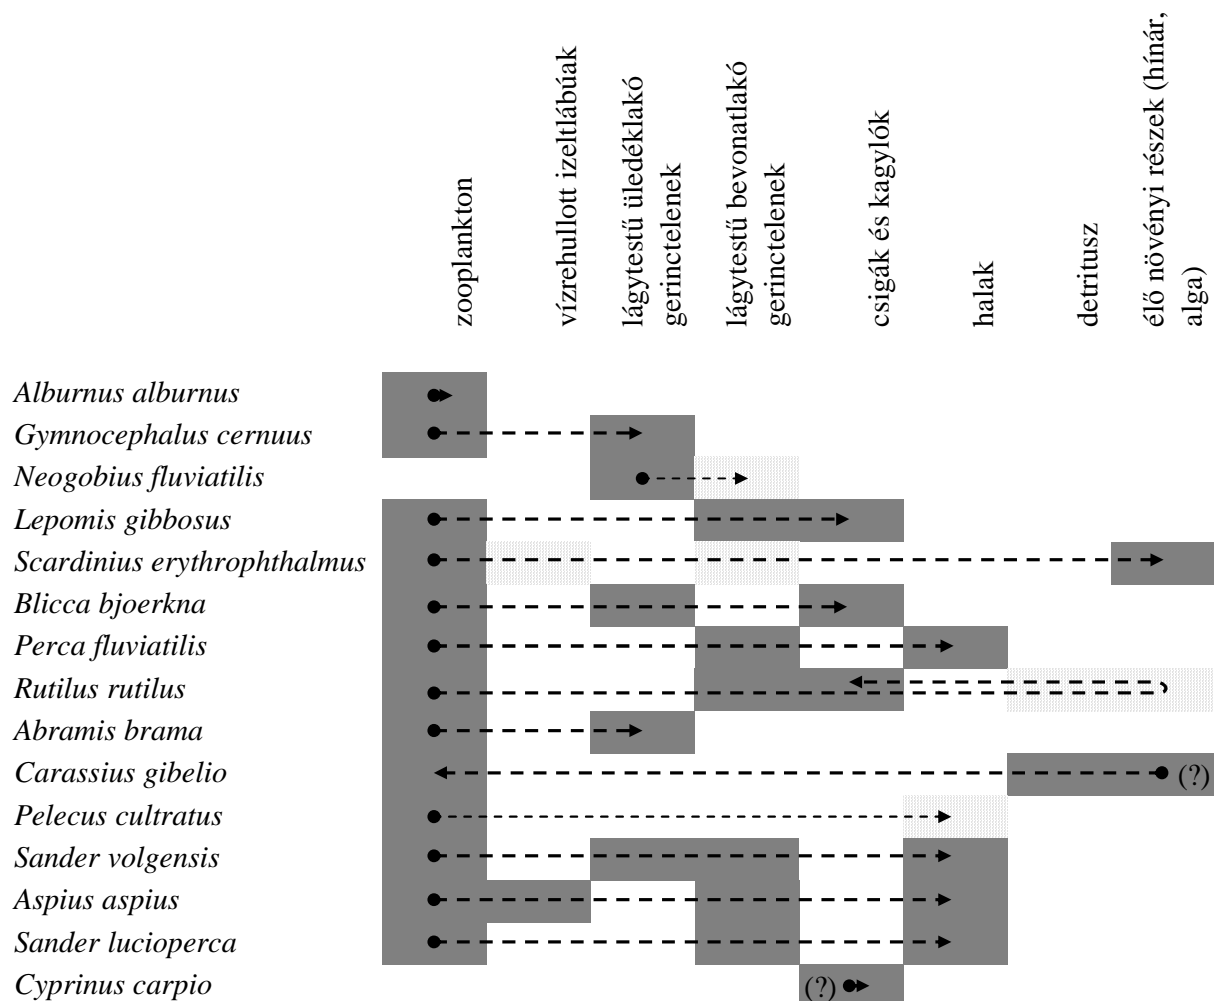 zooplankton
vízrehullott izeltlábúak
lágytestű üledéklakó
gerinctelenek
lágytestű bevonatlakó
gerinctelenek
csigák és kagylók
halak
detritusz
élő növényi részek (hínár,
alga)
Alburnus alburnus
Gymnocephalus cernuus
Neogobius fluviatilis
Lepomis gibbosus
Scardinius erythrophthalmus
Blicca bjoerkna
Perca fluviatilis
Rutilus rutilus
Abramis brama
Carassius gibelio (?)
Pelecus cultratus
Sander volgensis
Aspius aspius
Sander lucioperca
Cyprinus carpio (?)